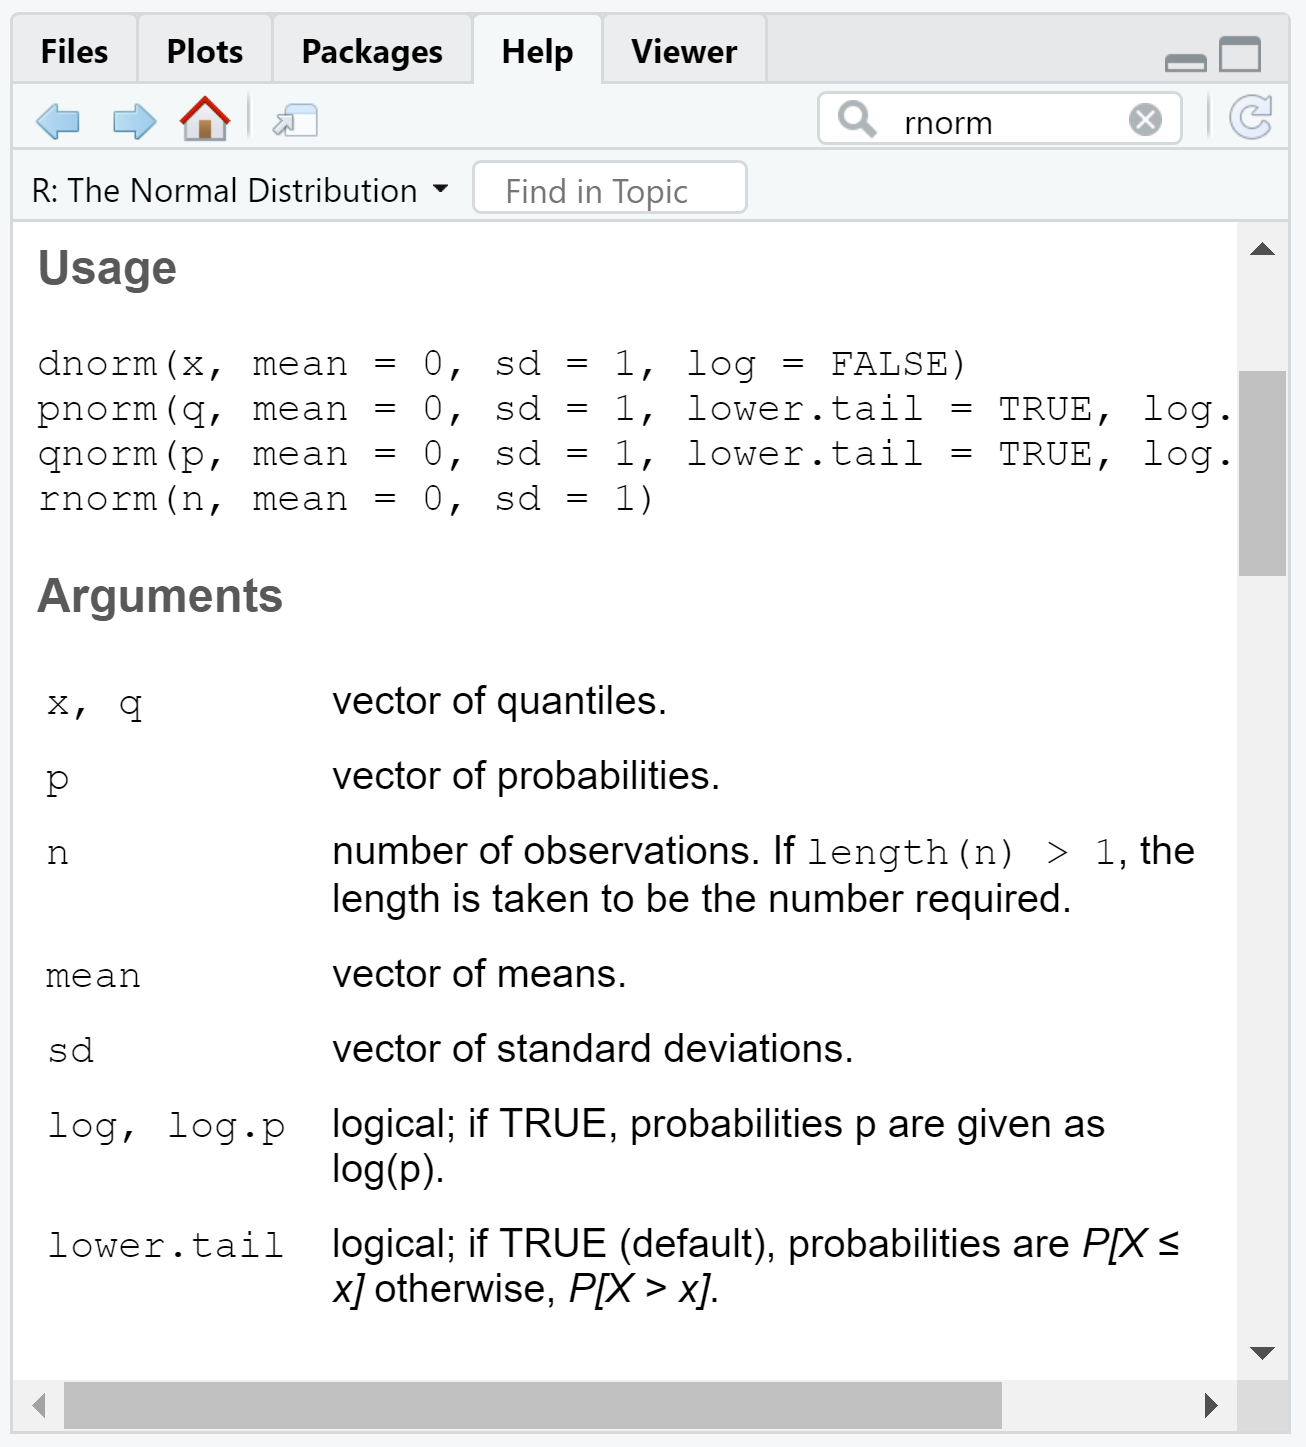 Files Plots Packages Help Viewer
rnorm
R: The Normal Distribution Find in Topic
Usage
dnorm(x, mean = 0, sd = 1, log = FALSE)
pnorm(q, mean = 0, sd = 1, lower.tail = TRUE, log.
qnorm(p, mean = 0, sd = 1, lower.tail = TRUE, log.
rnorm(n, mean = 0, sd = 1)
Arguments
x, q vector of quantiles.
p vector of probabilities.
n number of observations. If length(n) > 1, the
length is taken to be the number required.
mean vector of means.
sd vector of standard deviations.
log, log.p logical; if TRUE, probabilities p are given as
log(p).
lower.tail logical; if TRUE (default), probabilities are P[X ≤
x] otherwise, P[X > x].